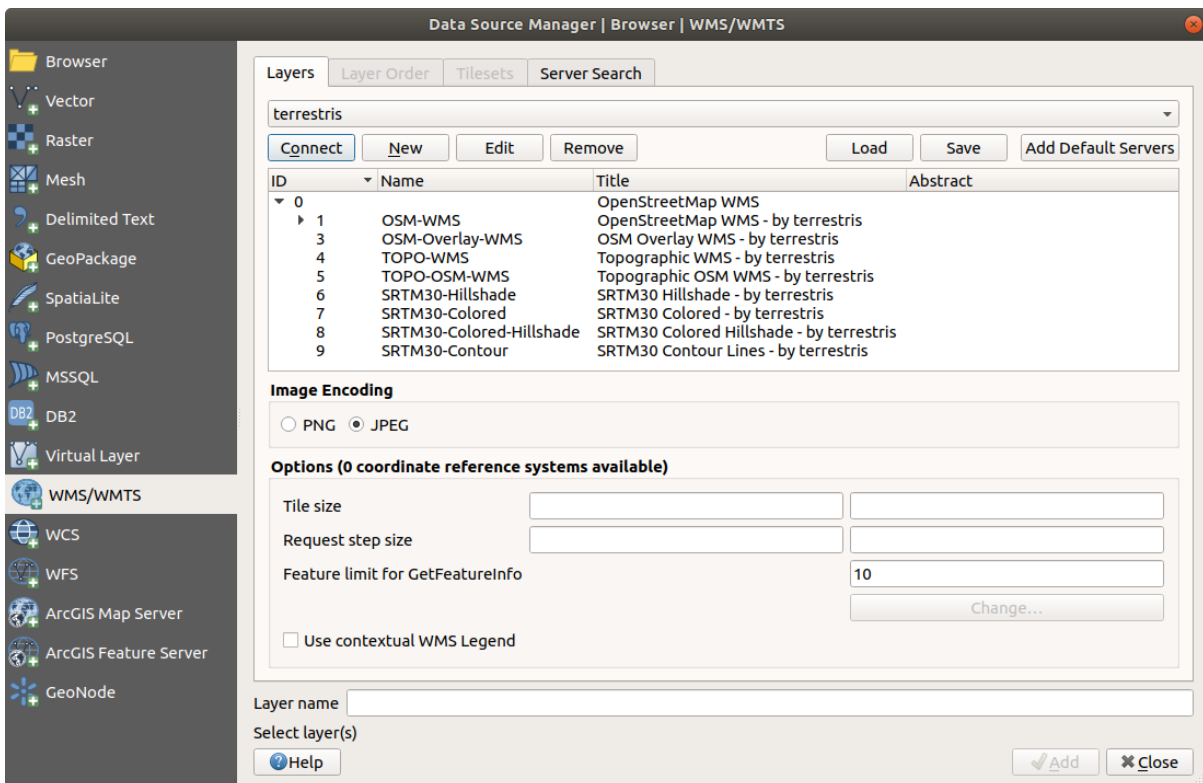 Data Source Manager | Browser | WMS/WMTS
Browser
Vector
Raster
Mesh
Delimited Text
GeoPackage
SpatiaLite
PostgreSQL
MSSQL
DB2 DB2
Virtual Layer
WMS/WMTS
WCS
WFS
ArcGIS Map Server
ArcGIS Feature Server
GeoNode
Layers Layer Order Tilesets Server Search
terrestris
Connect New Edit Remove Load Save Add Default Servers
ID Name Title Abstract
0 OpenStreetMap WMS
1 OSM-WMS OpenStreetMap WMS - by terrestris
3 OSM-Overlay-WMS OSM Overlay WMS - by terrestris
4 TOPO-WMS Topographic WMS - by terrestris
5 TOPO-OSM-WMS Topographic OSM WMS - by terrestris
6 SRTM30-Hillshade SRTM30 Hillshade - by terrestris
7 SRTM30-Colored SRTM30 Colored - by terrestris
8 SRTM30-Colored-Hillshade SRTM30 Colored Hillshade - by terrestris
9 SRTM30-Contour SRTM30 Contour Lines - by terrestris
Image Encoding
PNG JPEG
Options (0 coordinate reference systems available)
Tile size
Request step size
Feature limit for GetFeatureInfo 10
Change...
Use contextual WMS Legend
Layer name
Select layer(s)
Help Add Close